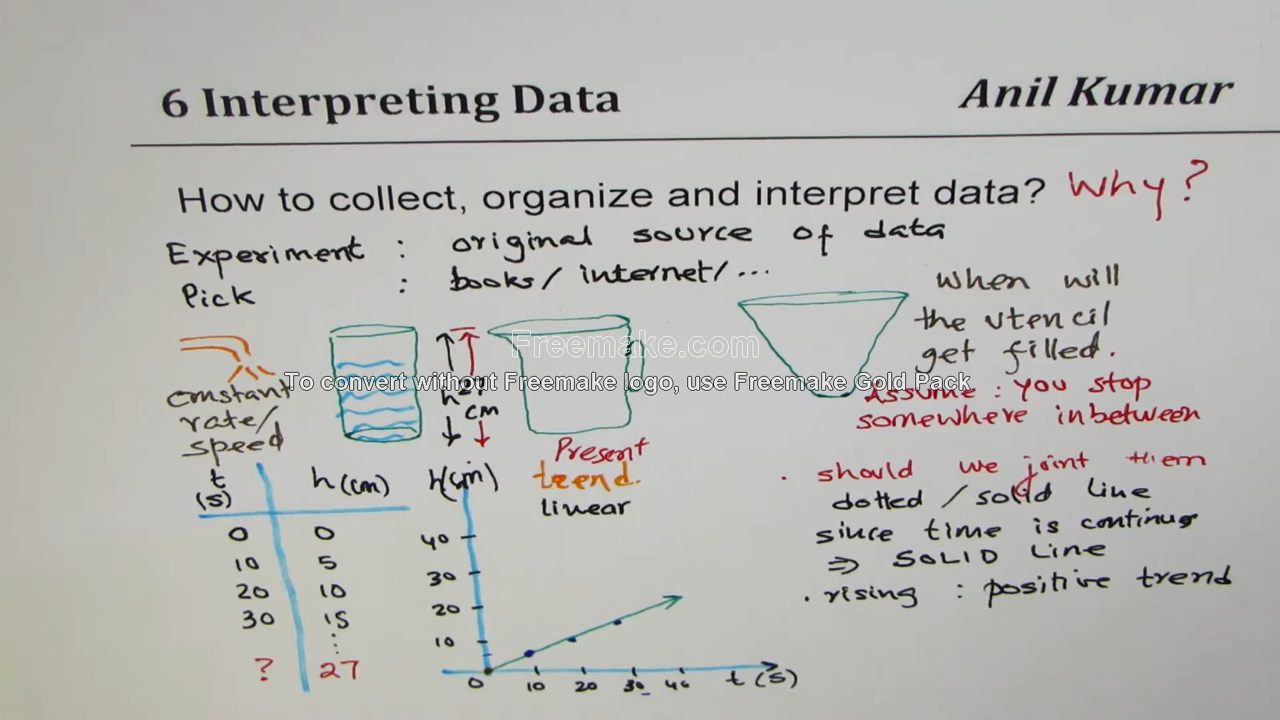 6 Interpreting Data
Anil Kumar
How to collect, organize and interpret data? Why?
Experiment : original source of data
Pick : books/ internet/ ...
when will
the utencil
get filled.
Freemake.com
To convert without Freemake logo, use Freemake Gold Pack
Assume : you stop
somewhere inbetween
constant
rate/
speed
h 27
cm
Present
trend.
linear
· should we joint them
dotted / solid line
since time is continuos
⇒ SOLID Line
· rising : positive trend
t (s) h (cm)
0 0
10 5
20 10
30 15
⋮
? 27
h(cm)
40
30
20
10
0 10 20 30 40 t (s)